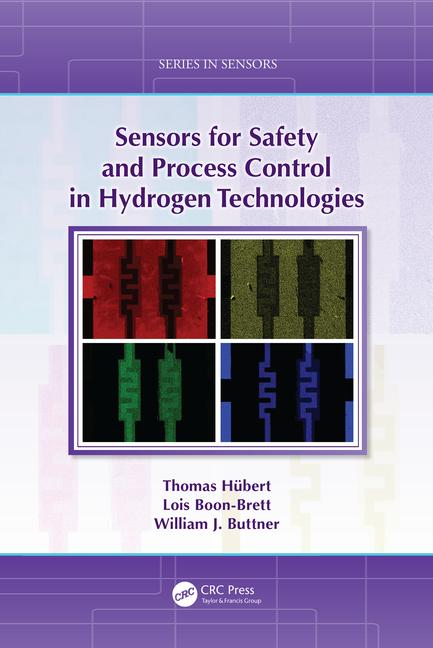 SERIES IN SENSORS
Sensors for Safety
and Process Control
in Hydrogen Technologies
Thomas Hübert
Lois Boon-Brett
William J. Buttner
CRC
CRC Press
Taylor & Francis Group